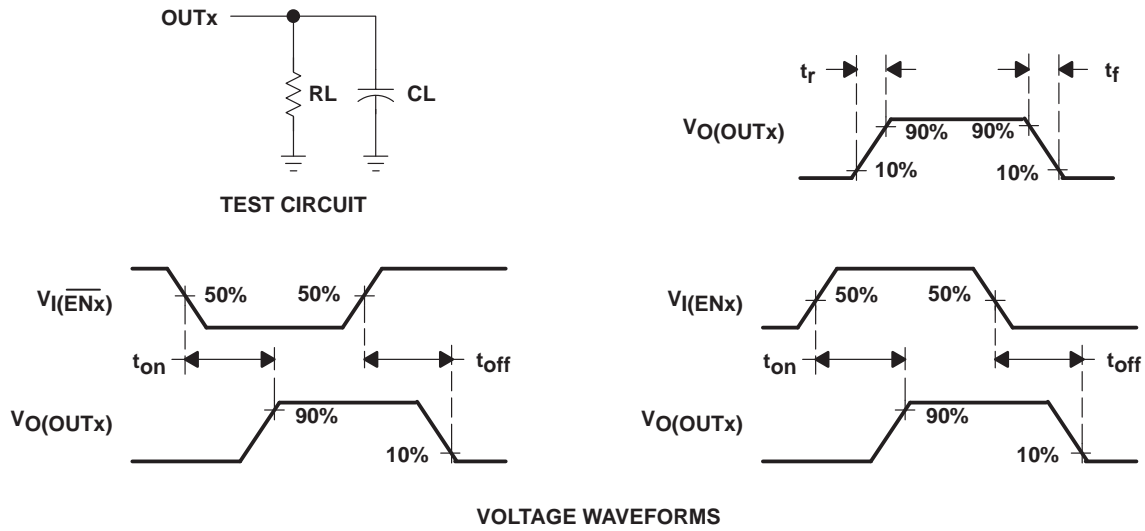 OUTx
RL
CL
TEST CIRCUIT
tr
tf
VO(OUTx)
90%
90%
10%
10%
VI(E̅N̅x̅)
50%
50%
ton
toff
VO(OUTx)
90%
10%
VI(ENx)
50%
50%
ton
toff
VO(OUTx)
90%
10%
VOLTAGE WAVEFORMS